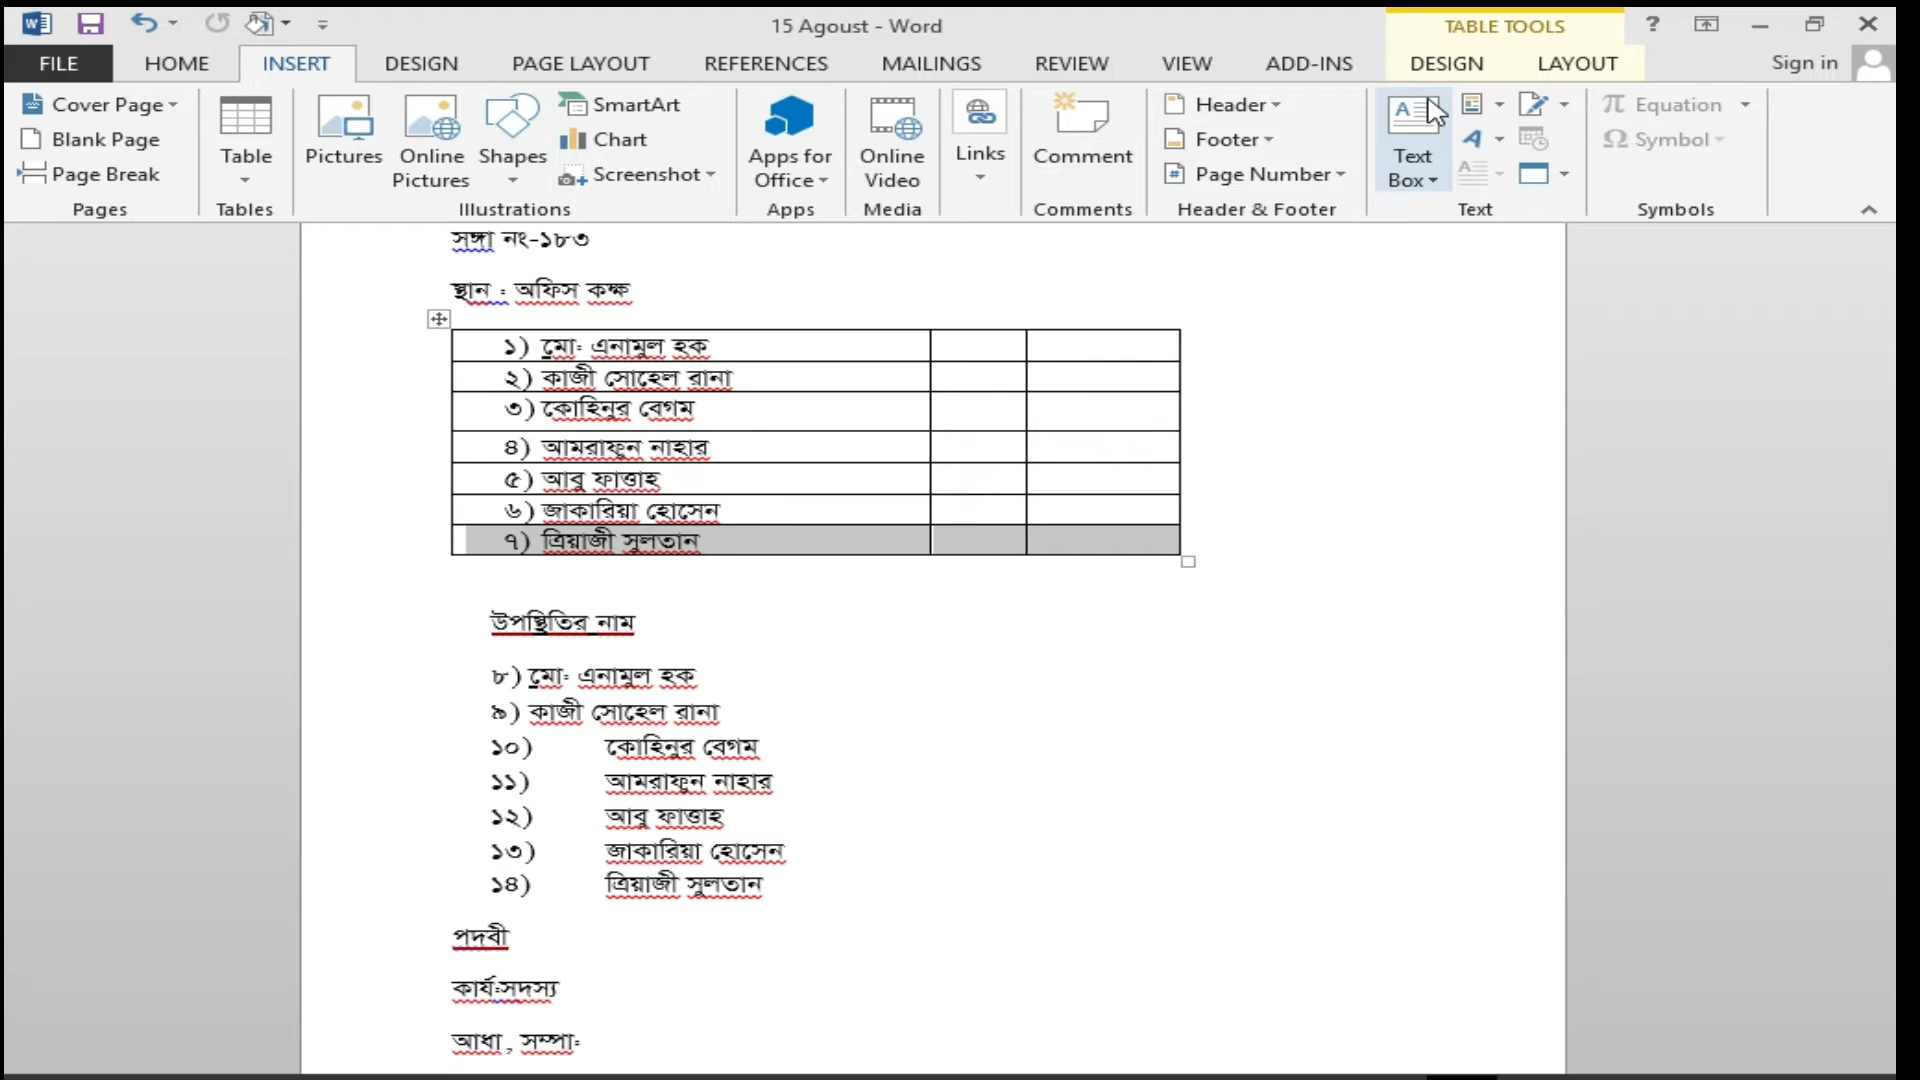 15 Agoust - Word
TABLE TOOLS
?
FILE HOME INSERT DESIGN PAGE LAYOUT REFERENCES MAILINGS REVIEW VIEW ADD-INS DESIGN LAYOUT Sign in
Cover Page
Blank Page
Page Break
Pages
Table
Tables
Pictures
Online Pictures
Shapes
SmartArt
Chart
Screenshot
Illustrations
Apps for Office
Apps
Online Video
Media
Links
Comment
Comments
Header
Footer
Page Number
Header & Footer
Text Box
Text
π Equation
Ω Symbol
Symbols
সঙ্গা নং-১৮৩
স্থান : অফিস কক্ষ
১) মো: এনামুল হক
২) কাজী সোহেল রানা
৩) কোহিনুর বেগম
৪) আমরাফুন নাহার
৫) আবু ফাত্তাহ
৬) জাকারিয়া হোসেন
৭) ত্রিয়াজী সুলতান
উপস্থিতির নাম
৮) মো: এনামুল হক
৯) কাজী সোহেল রানা
১০) কোহিনুর বেগম
১১) আমরাফুন নাহার
১২) আবু ফাত্তাহ
১৩) জাকারিয়া হোসেন
১৪) ত্রিয়াজী সুলতান
পদবী
কার্য:সদস্য
আধা, সম্পা: